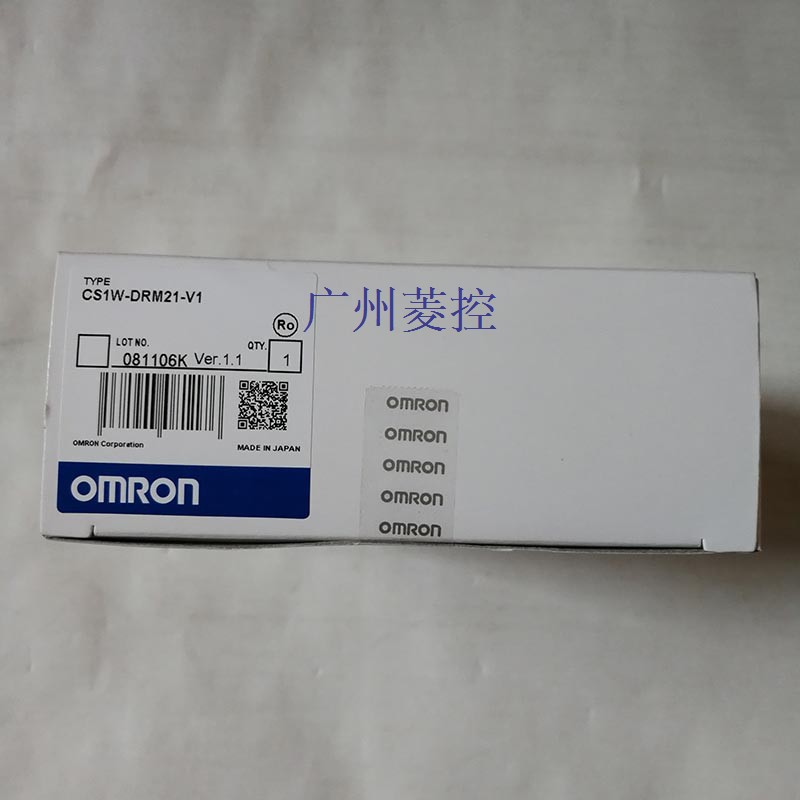 TYPE
CS1W-DRM21-V1
广州菱控
Ro
LOT NO.
QTY.
081106K Ver.1.1
1
OMRON Corporation
MADE IN JAPAN
OMRON
OMRON
OMRON
OMRON
OMRON
OMRON